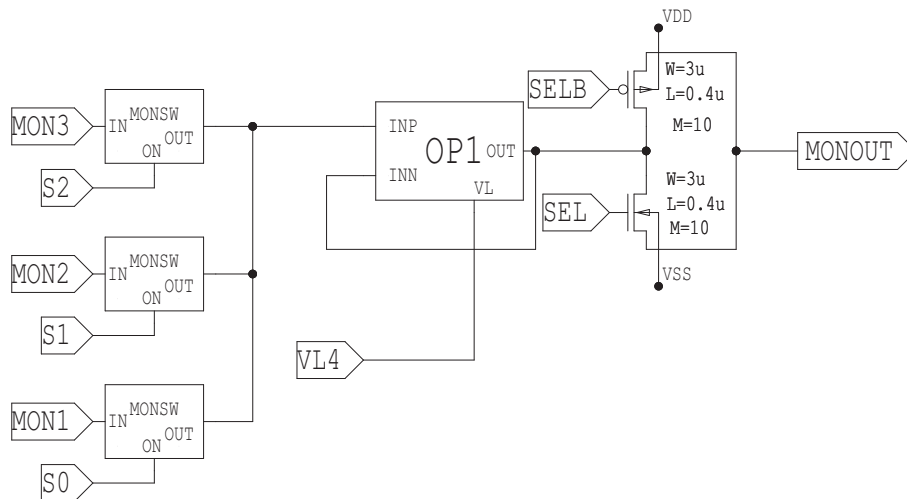 VDD
MON3
IN
MONSW
OUT
ON
S2
SELB
W=3u
L=0.4u
M=10
INP
OP1
OUT
INN
VL
MONOUT
SEL
W=3u
L=0.4u
M=10
VSS
MON2
IN
MONSW
OUT
ON
S1
VL4
MON1
IN
MONSW
OUT
ON
S0